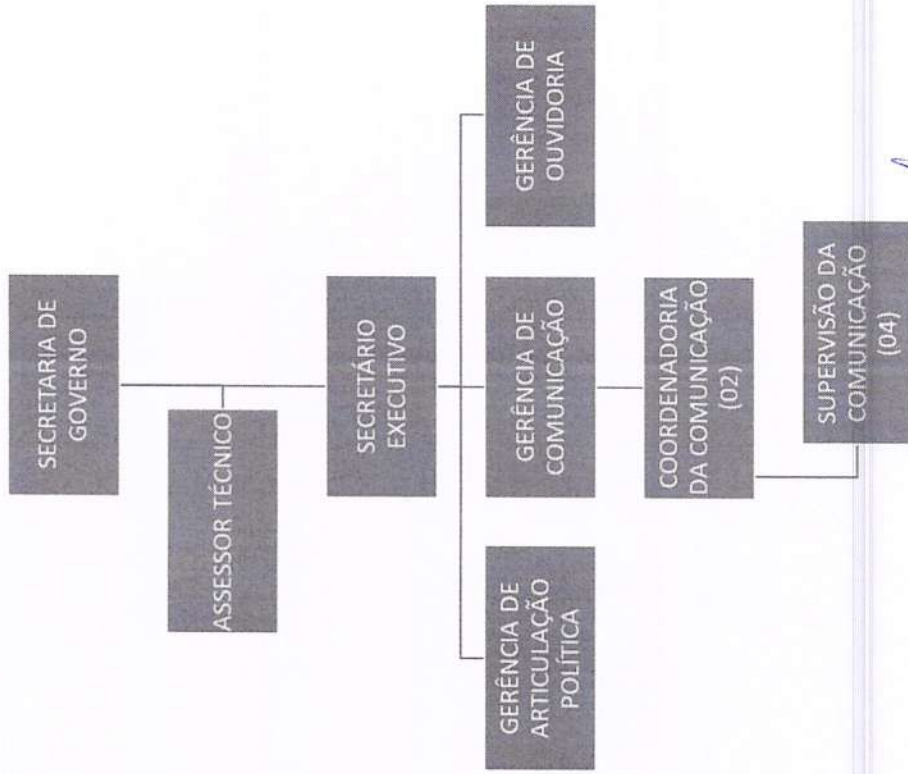 SECRETARIA DE
GOVERNO
ASSESSOR TÉCNICO
SECRETÁRIO
EXECUTIVO
GERÊNCIA DE
ARTICULAÇÃO
POLÍTICA
GERÊNCIA DE
COMUNICAÇÃO
GERÊNCIA DE
OUVIDORIA
COORDENADORIA
DA COMUNICAÇÃO
(02)
SUPERVISÃO DA
COMUNICAÇÃO
(04)